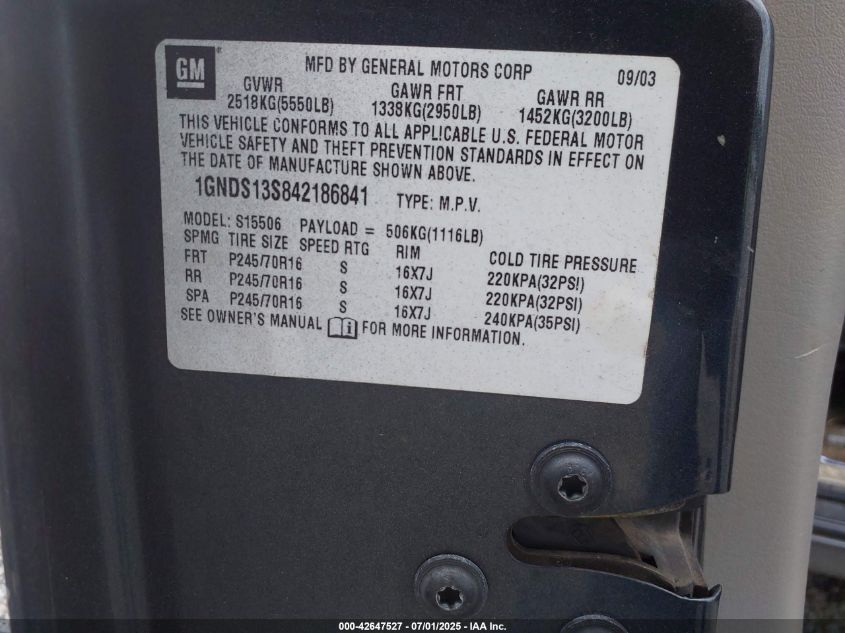 GM
MFD BY GENERAL MOTORS CORP 09/03
GVWR GAWR FRT GAWR RR
2518KG(5550LB) 1338KG(2950LB) 1452KG(3200LB)
THIS VEHICLE CONFORMS TO ALL APPLICABLE U.S. FEDERAL MOTOR
VEHICLE SAFETY AND THEFT PREVENTION STANDARDS IN EFFECT ON
THE DATE OF MANUFACTURE SHOWN ABOVE.
1GNDS13S842186841 TYPE: M.P.V.
MODEL: S15506 PAYLOAD = 506KG(1116LB)
SPMG TIRE SIZE SPEED RTG RIM COLD TIRE PRESSURE
FRT P245/70R16 S 16X7J 220KPA(32PSI)
RR P245/70R16 S 16X7J 220KPA(32PSI)
SPA P245/70R16 S 16X7J 240KPA(35PSI)
SEE OWNER'S MANUAL FOR MORE INFORMATION.
000-42647527 - 07/01/2025 - IAA Inc.